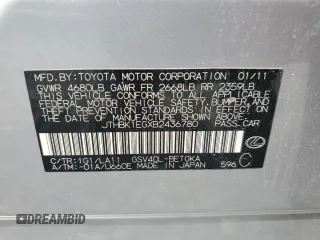 MFD.BY:TOYOTA MOTOR CORPORATION 01/11
GVWR 4680LB GAWR FR 2668LB RR 2359LB
THIS VEHICLE CONFORMS TO ALL APPLICABLE
FEDERAL MOTOR VEHICLE SAFETY, BUMPER, AND
THEFT PREVENTION STANDARDS IN EFFECT ON
THE DATE OF MANUFACTURE SHOWN ABOVE.
JTHBK1EGXB2436780 PASS.CAR
C/TR:1G1/LA11 GSV40L-BETGKA
A/TM:-01A/U660E MADE IN JAPAN 596 C
AUTOBIDMASTER